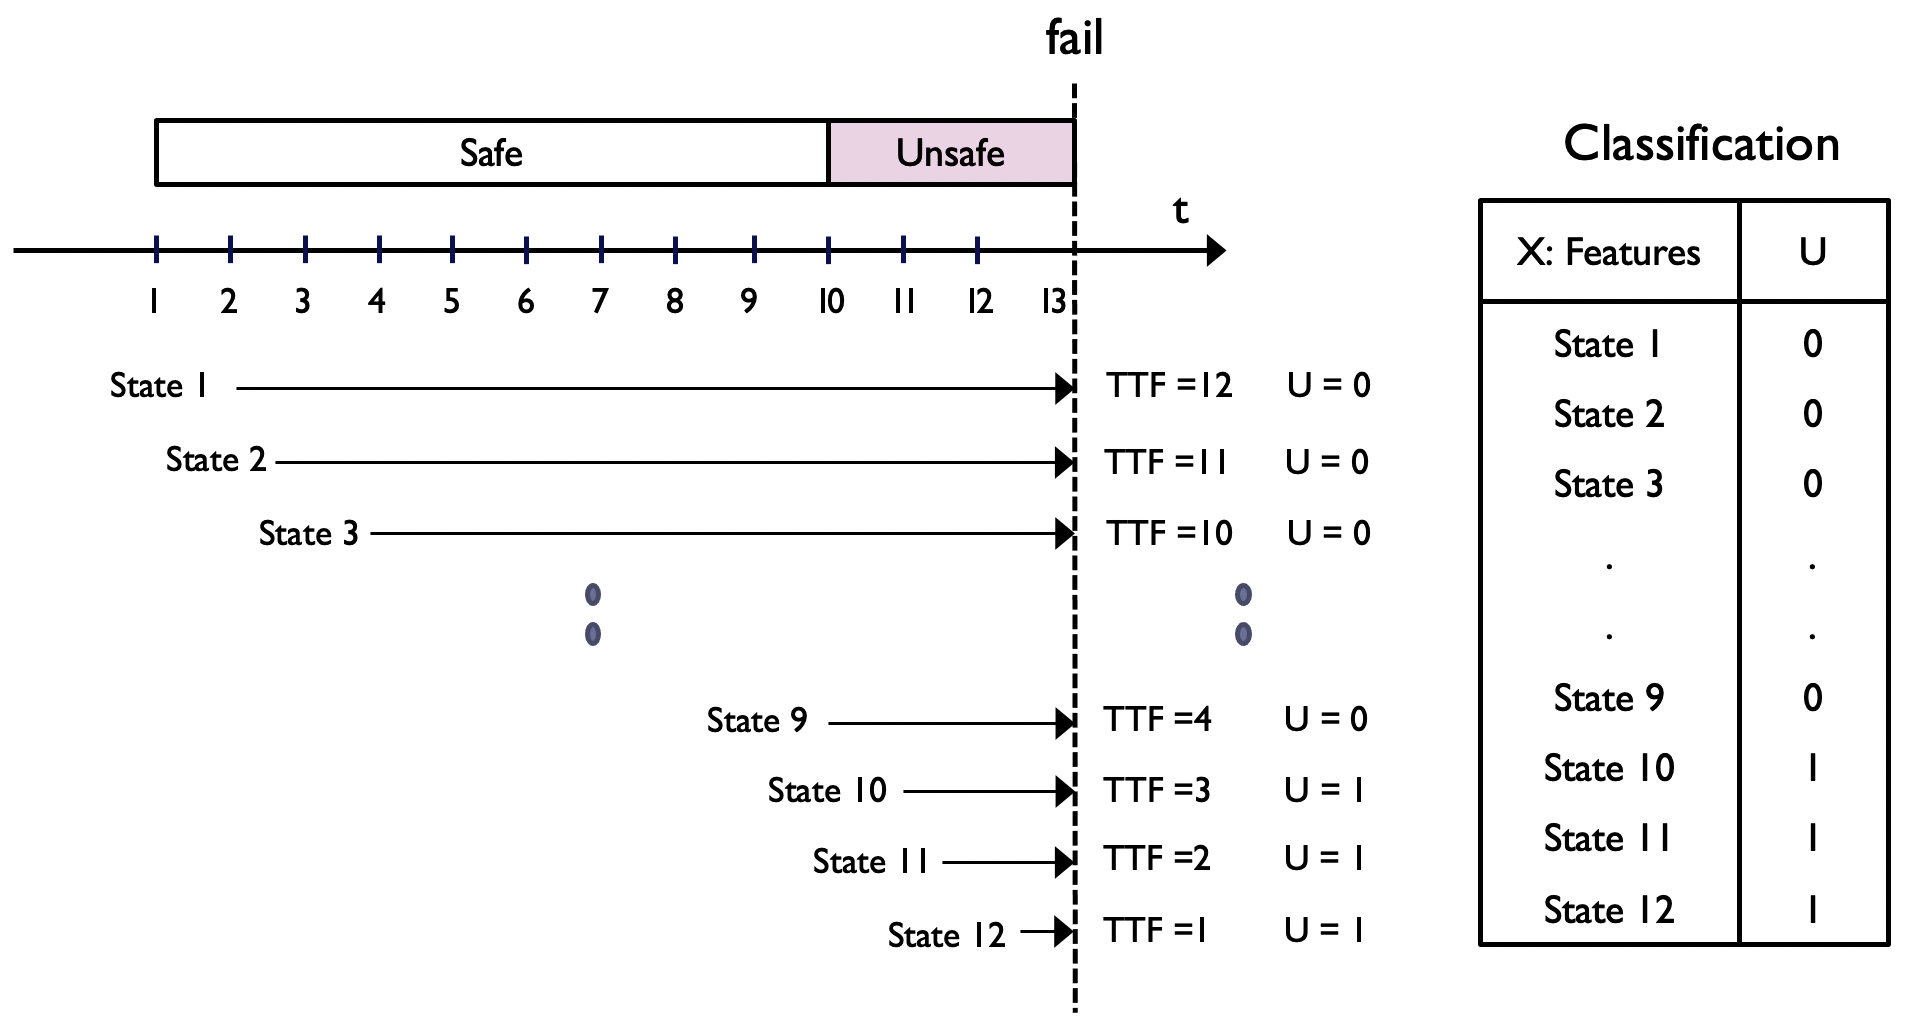 fail
Safe Unsafe
t
1 2 3 4 5 6 7 8 9 10 11 12 13
State 1 TTF =12 U = 0
State 2 TTF =11 U = 0
State 3 TTF =10 U = 0
State 9 TTF =4 U = 0
State 10 TTF =3 U = 1
State 11 TTF =2 U = 1
State 12 TTF =1 U = 1
Classification
X: Features U
State 1 0
State 2 0
State 3 0
. .
. .
State 9 0
State 10 1
State 11 1
State 12 1